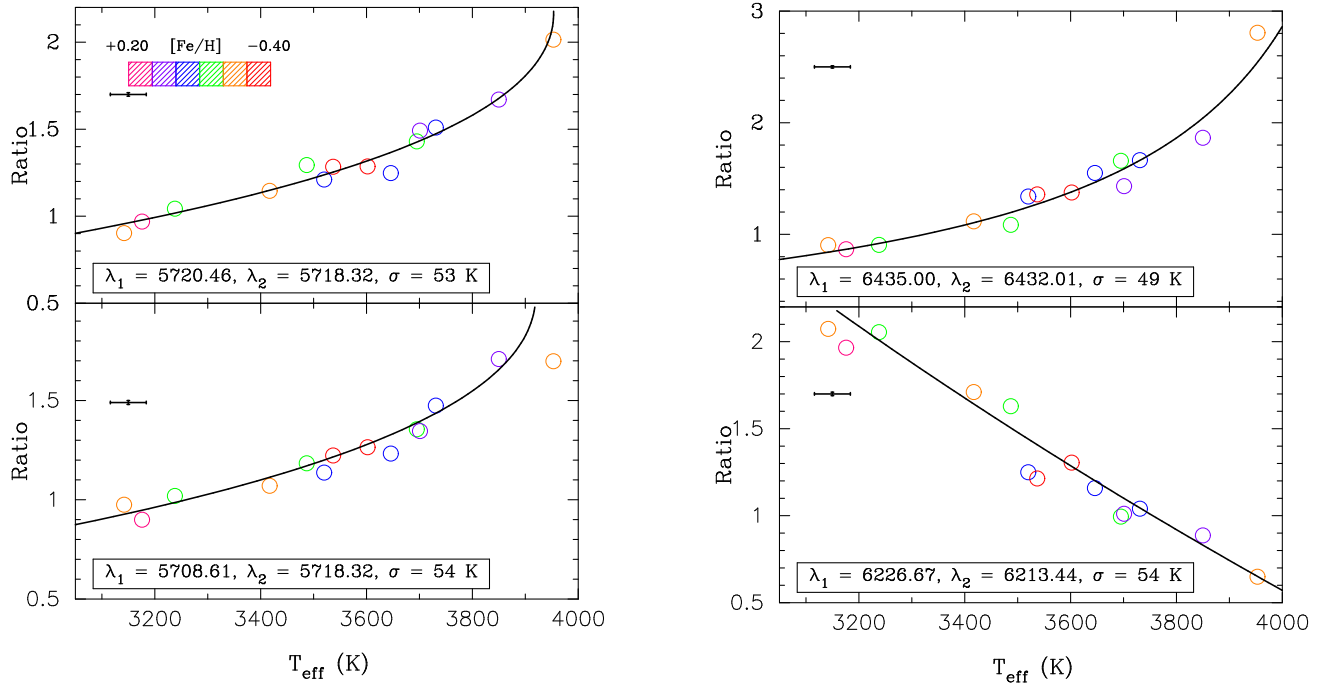 2
1.5
1
0.5
Ratio
+0.20 [Fe/H] −0.40
λ1 = 5720.46, λ2 = 5718.32, σ = 53 K
1.5
1
0.5
Ratio
λ1 = 5708.61, λ2 = 5718.32, σ = 54 K
3200 3400 3600 3800 4000
Teff (K)
3
2
1
Ratio
λ1 = 6435.00, λ2 = 6432.01, σ = 49 K
2
1.5
1
0.5
Ratio
λ1 = 6226.67, λ2 = 6213.44, σ = 54 K
3200 3400 3600 3800 4000
Teff (K)